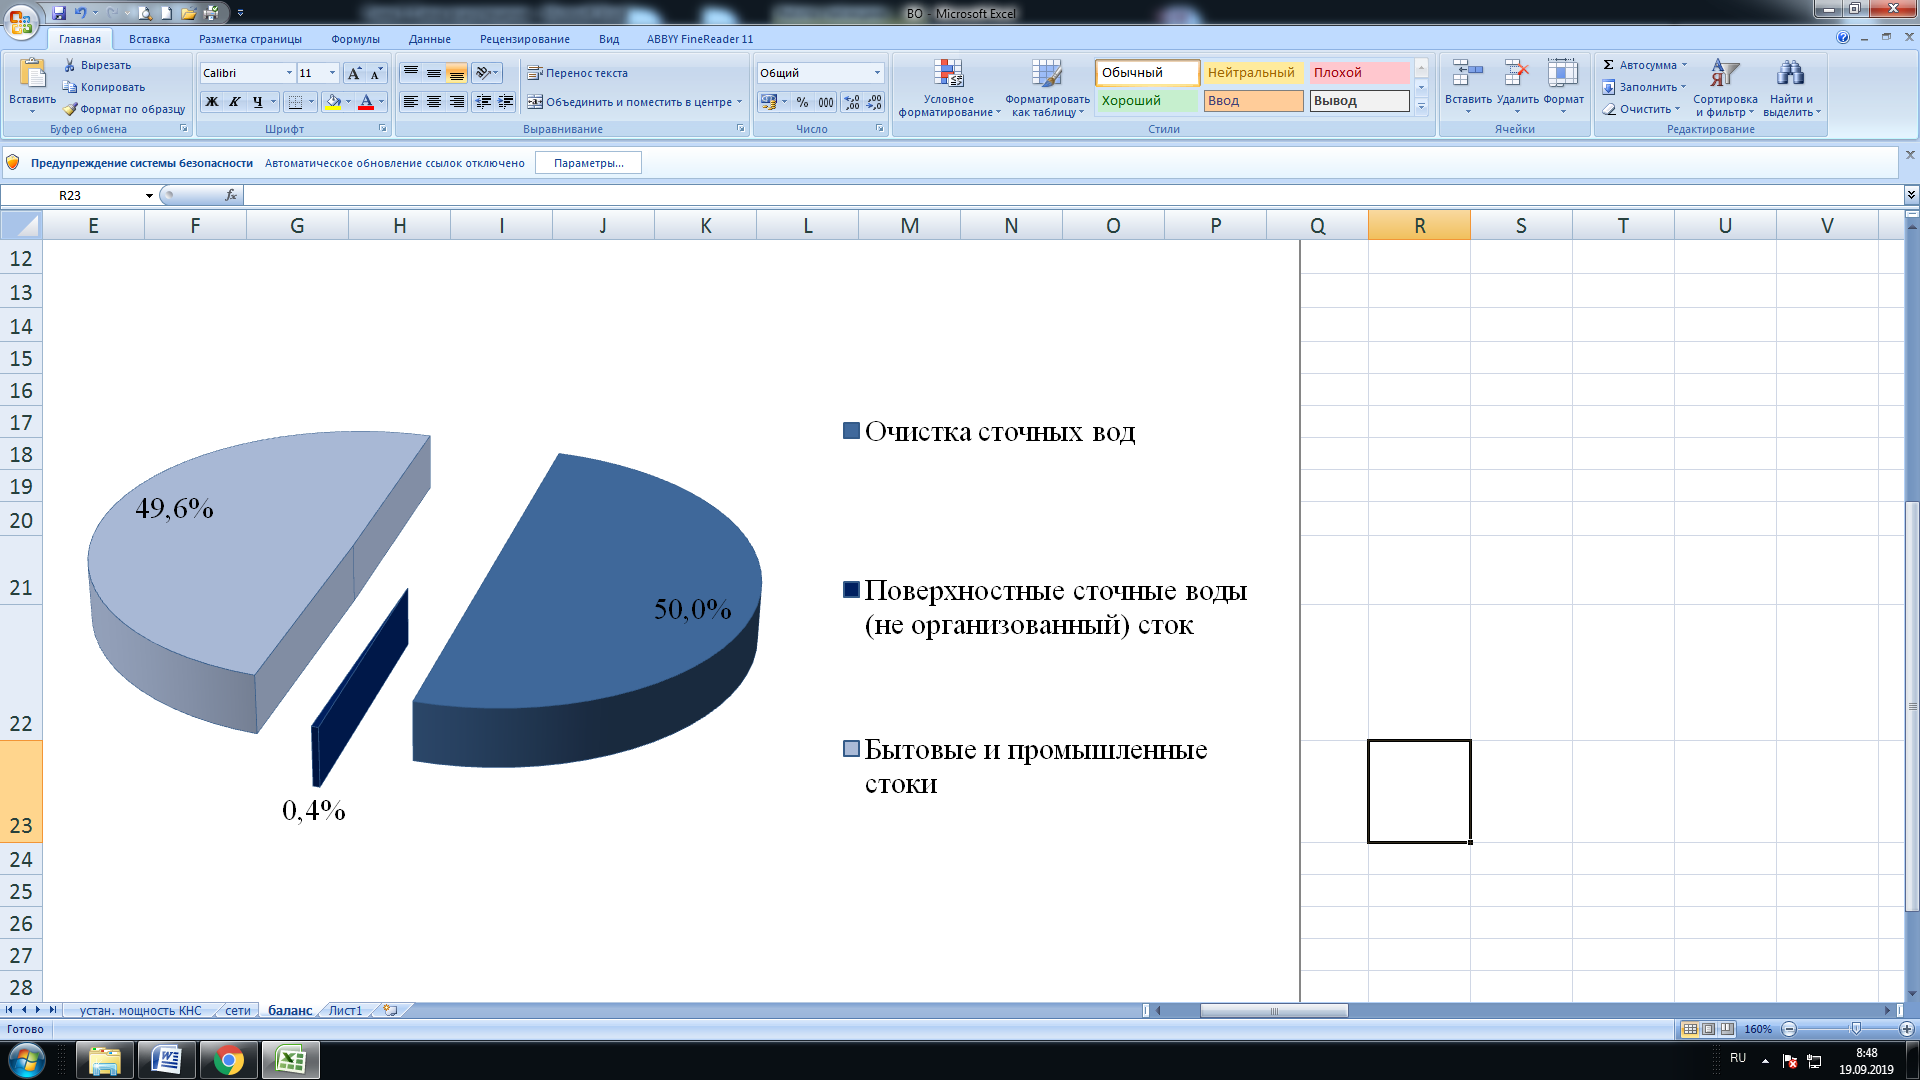 ВО - Microsoft Excel
Главная Вставка Разметка страницы Формулы Данные Рецензирование Вид ABBYY FineReader 11
Вставить
Вырезать
Копировать
Формат по образцу
Буфер обмена
Calibri 11
Ж К Ч
Шрифт
Перенос текста
Объединить и поместить в центре
Выравнивание
Общий
% 000
Число
Условное
форматирование
Форматировать
как таблицу
Обычный Нейтральный Плохой
Хороший Ввод Вывод
Стили
Вставить Удалить Формат
Ячейки
Σ Автосумма
Заполнить
Очистить
Сортировка
и фильтр
Найти и
выделить
Редактирование
Предупреждение системы безопасности Автоматическое обновление ссылок отключено Параметры...
R23 fx
E F G H I J K L M N O P Q R S T U V
12
13
14
15
16
17
18
19
20
21
22
23
24
25
26
27
28
49,6%
50,0%
0,4%
Очистка сточных вод
Поверхностные сточные воды
(не организованный) сток
Бытовые и промышленные
стоки
устан. мощность КНС сети баланс Лист1
Готово 160%
RU 8:48
19.09.2019